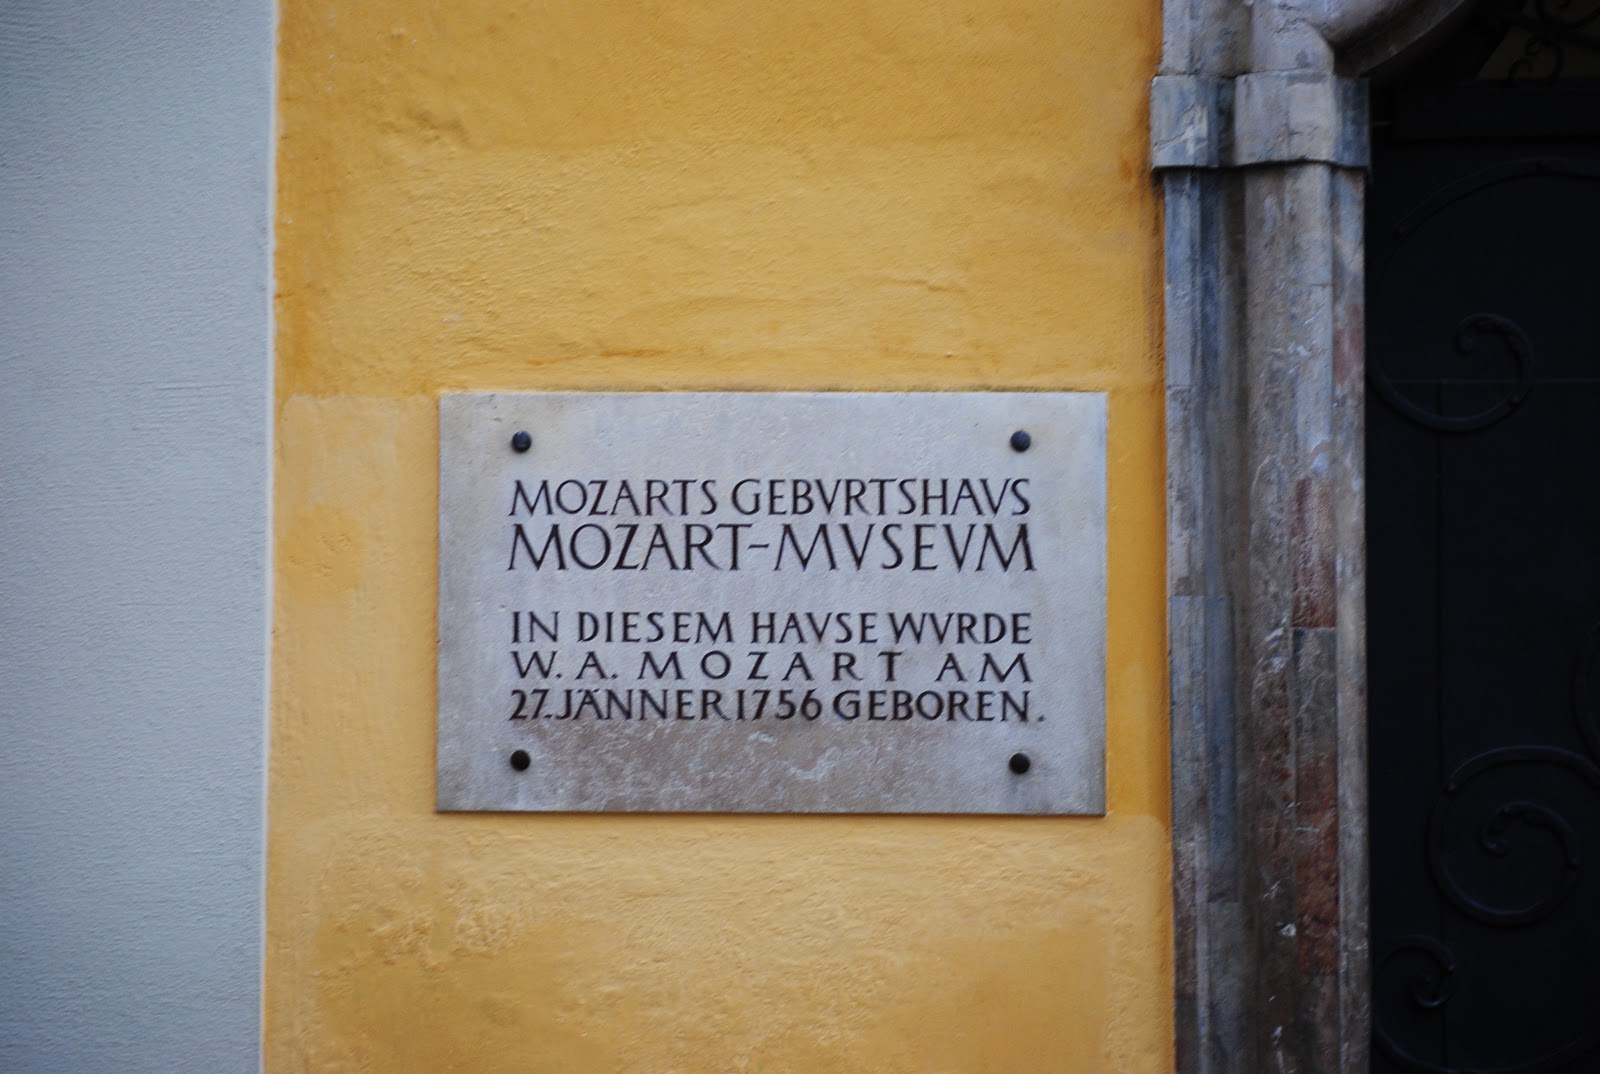 MOZARTS GEBVRTSHAVS
MOZART-MVSEVM
IN DIESEM HAVSE WVRDE
W. A. MOZART AM
27. JÄNNER 1756 GEBOREN.